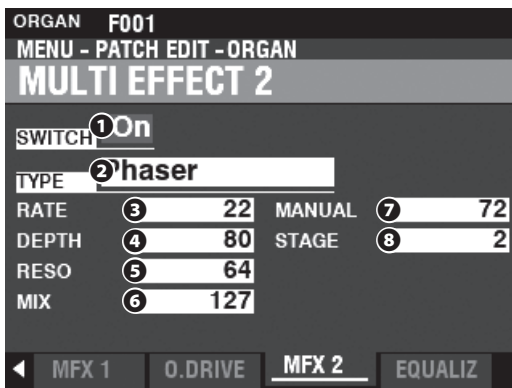 ORGAN F001
MENU - PATCH EDIT - ORGAN
MULTI EFFECT 2
SWITCH 1 On
TYPE 2 Phaser
RATE 3 22 MANUAL 7 72
DEPTH 4 80 STAGE 8 2
RESO 5 64
MIX 6 127
MFX 1 O.DRIVE MFX 2 EQUALIZ